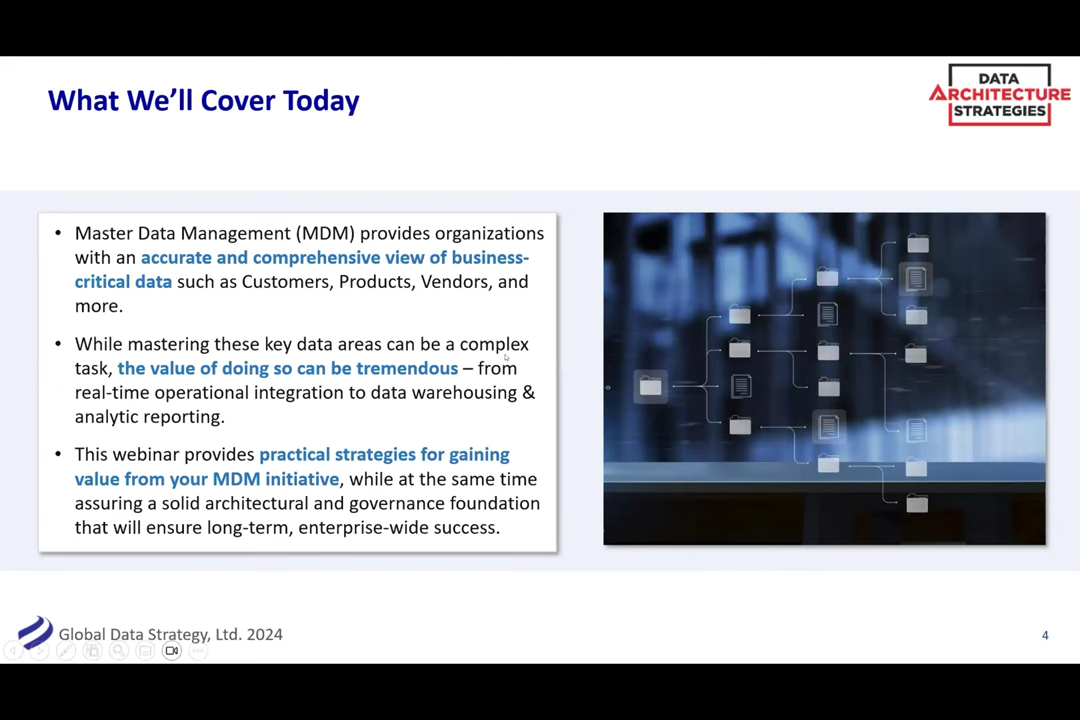 What We’ll Cover Today
DATA
ARCHITECTURE
STRATEGIES
• Master Data Management (MDM) provides organizations
with an accurate and comprehensive view of business-
critical data such as Customers, Products, Vendors, and
more.
• While mastering these key data areas can be a complex
task, the value of doing so can be tremendous – from
real-time operational integration to data warehousing &
analytic reporting.
• This webinar provides practical strategies for gaining
value from your MDM initiative, while at the same time
assuring a solid architectural and governance foundation
that will ensure long-term, enterprise-wide success.
Global Data Strategy, Ltd. 2024
4